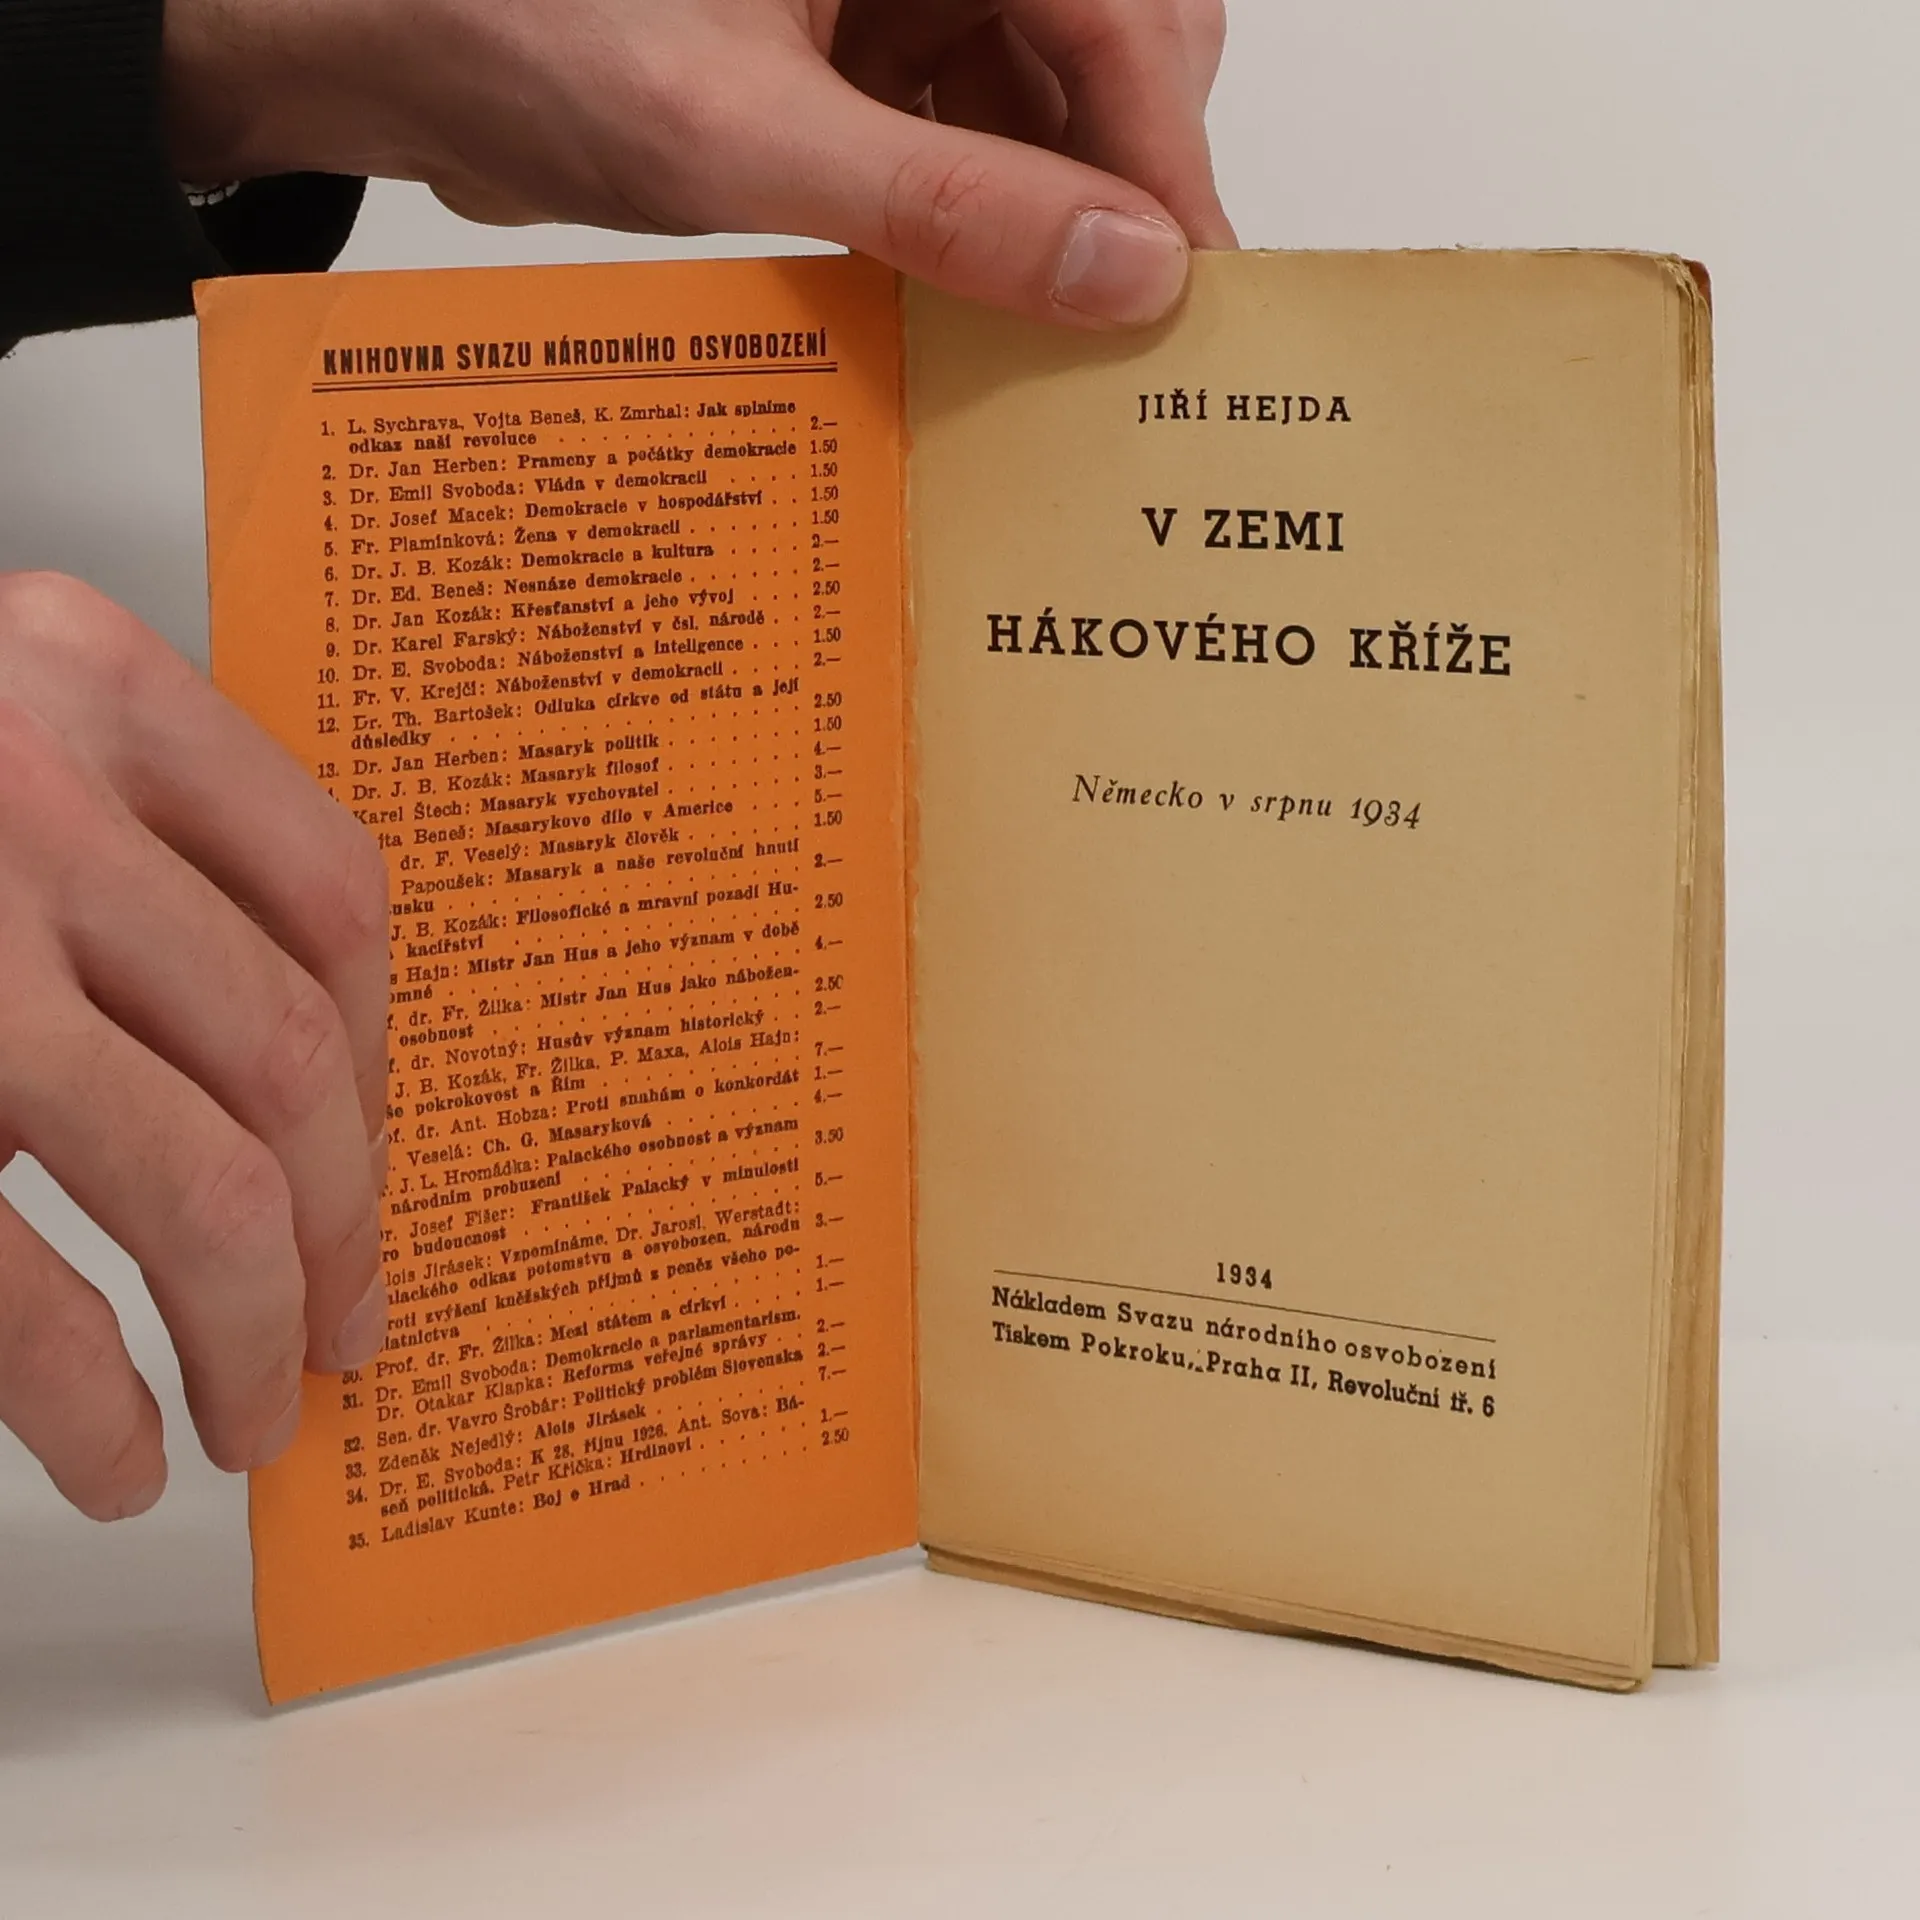 KNIHOVNA SVAZU NÁRODNÍHO OSVOBOZENÍ
1. L. Sychrava, Vojta Beneš, K. Zmrhal: Jak splníme
odkaz naší revoluce . . . . . . . . . . . 2.—
2. Dr. Jan Herben: Prameny a počátky demokracie 1.50
3. Dr. Emil Svoboda: Vláda v demokracii . . . . 1.50
4. Dr. Josef Macek: Demokracie v hospodářství . . 1.50
5. Fr. Plamínková: Žena v demokracii . . . . . . 1.50
6. Dr. J. B. Kozák: Demokracie a kultura . . . . 2.—
7. Dr. Ed. Beneš: Nesnáze demokracie . . . . . . 2.—
8. Dr. Jan Kozák: Křesťanství a jeho vývoj . . . 2.50
9. Dr. Karel Farský: Náboženství v čsl. národě . . 2.—
10. Dr. E. Svoboda: Náboženství a inteligence . . . 1.50
11. Fr. V. Krejčí: Náboženství v demokracii . . . . 2.—
12. Dr. Th. Bartošek: Odluka církve od státu a její
důsledky . . . . . . . . . . . . . . . 2.50
13. Dr. Jan Herben: Masaryk politik . . . . . . . 1.50
Dr. J. B. Kozák: Masaryk filosof . . . . . . . 4.—
Karel Štech: Masaryk vychovatel . . . . . . . 3.—
jta Beneš: Masarykovo dílo v Americe . . . 5.—
dr. F. Veselý: Masaryk člověk . . . . . . 1.50
Papoušek: Masaryk a naše revoluční hnutí
usku . . . . . . . . . . . . . . . 2.—
J. B. Kozák: Filosofické a mravní pozadí Hu-
kacířství . . . . . . . . . . . . . 2.50
s Hajn: Mistr Jan Hus a jeho význam v době
omné . . . . . . . . . . . . . . . 4.—
f. dr. Fr. Žilka: Mistr Jan Hus jako nábožen-
osobnost . . . . . . . . . . . . . 2.50
f. dr. Novotný: Husův význam historický . . 2.—
J. B. Kozák, Fr. Žilka, P. Maxa, Alois Hajn:
še pokrokovost a Řím . . . . . . . . . 7.—
of. dr. Ant. Hobza: Proti snahám o konkordát 1.—
. Veselá: Ch. G. Masaryková . . . . . . . 4.—
r. J. L. Hromádka: Palackého osobnost a význam
národním probuzení . . . . . . . . . . 3.50
r. Josef Fišer: František Palacký v minulosti
ro budoucnost . . . . . . . . . . . . 5.—
lois Jirásek: Vzpomínáme. Dr. Jarosl. Werstadt:
alackého odkaz potomstvu a osvobozen. národu 3.—
roti zvýšení kněžských příjmů z peněz všeho po-
latnictva . . . . . . . . . . . . . . 1.—
30. Prof. dr. Fr. Žilka: Mezi státem a církví . . . . 1.—
31. Dr. Emil Svoboda: Demokracie a parlamentarism.
Dr. Otakar Klapka: Reforma veřejné správy . . 2.—
32. Sen. dr. Vavro Šrobár: Politický problém Slovenska 2.—
33. Zdeněk Nejedlý: Alois Jirásek . . . . . . . 7.—
34. Dr. E. Svoboda: K 28. říjnu 1926. Ant. Sova: Bá-
seň politická. Petr Křička: Hrdinovi . . . . . 1.—
35. Ladislav Kunte: Boj o Hrad . . . . . . . . 2.50
JIŘÍ HEJDA
V ZEMI
HÁKOVÉHO KŘÍŽE
Německo v srpnu 1934
1934
Nákladem Svazu národního osvobození
Tiskem Pokroku, Praha II, Revoluční tř. 6